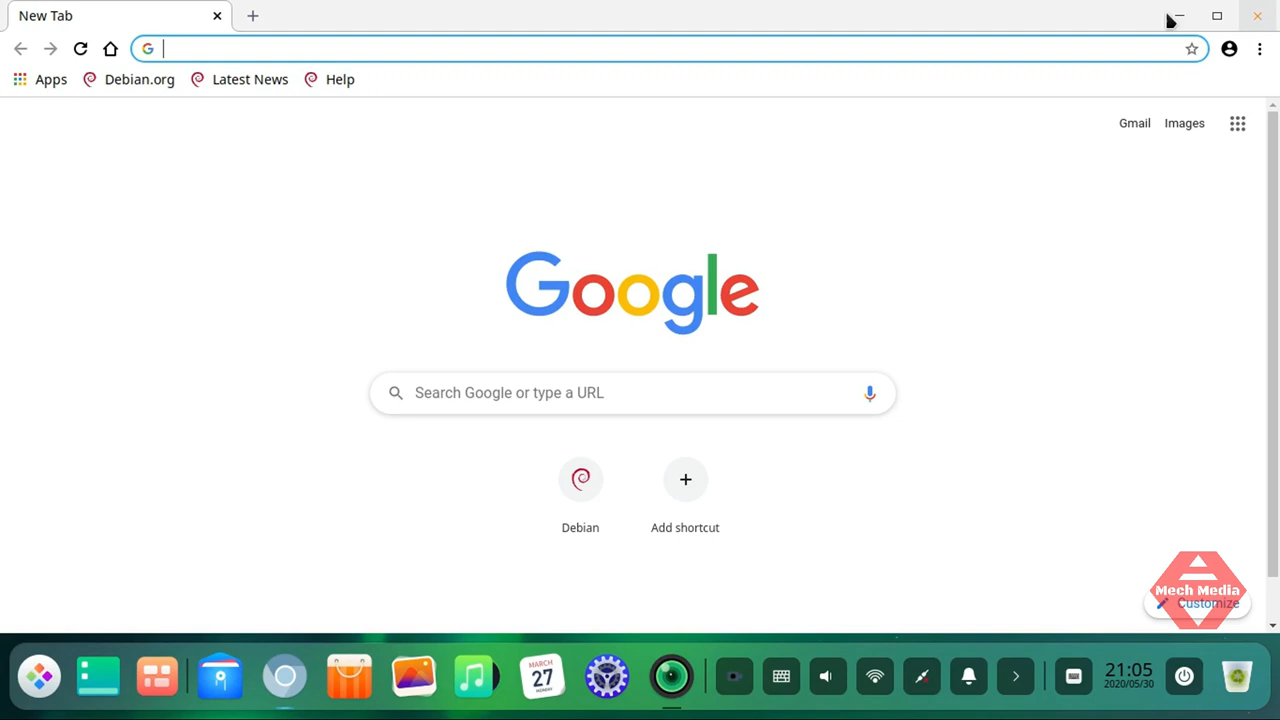 New Tab
Apps
Debian.org
Latest News
Help
Gmail
Images
Google
Search Google or type a URL
Debian
Add shortcut
Mech Media
Customize
MARCH
27
MONDAY
21:05
2020/05/30